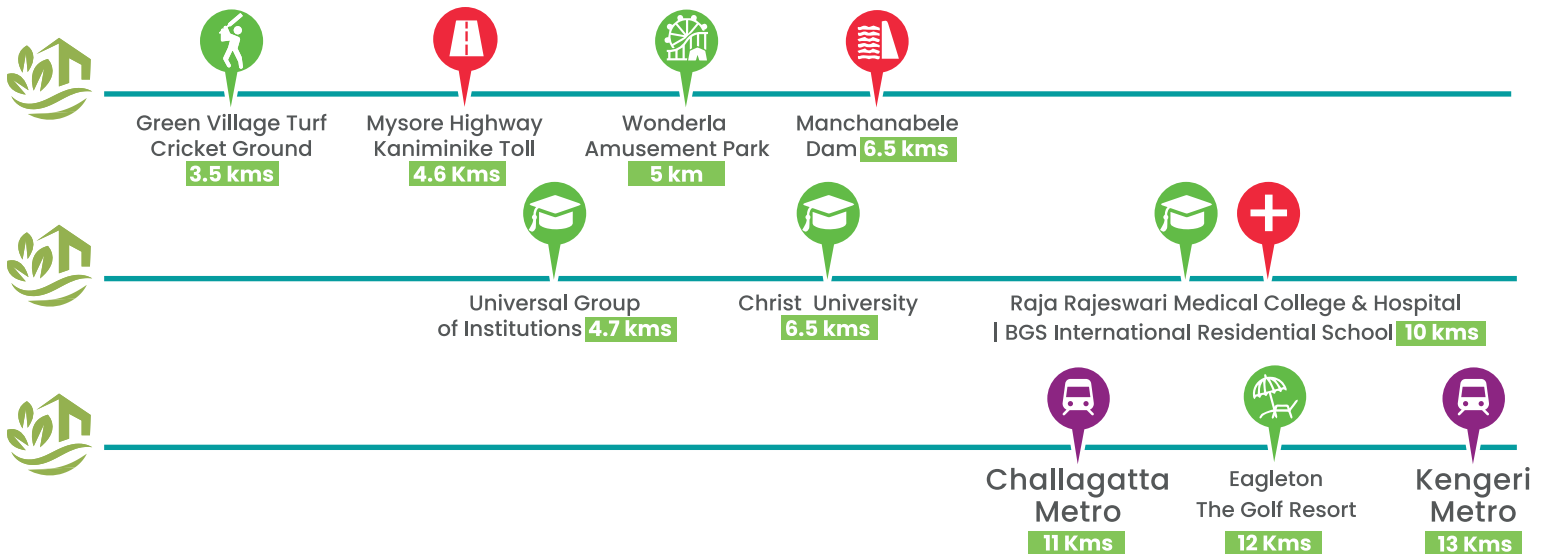 Green Village Turf
Cricket Ground
3.5 kms
Mysore Highway
Kaniminike Toll
4.6 Kms
Wonderla
Amusement Park
5 km
Manchanabele
Dam 6.5 kms
Universal Group
of Institutions 4.7 kms
Christ University
6.5 kms
Raja Rajeswari Medical College & Hospital
| BGS International Residential School 10 kms
Challagatta
Metro
11 Kms
Eagleton
The Golf Resort
12 Kms
Kengeri
Metro
13 Kms